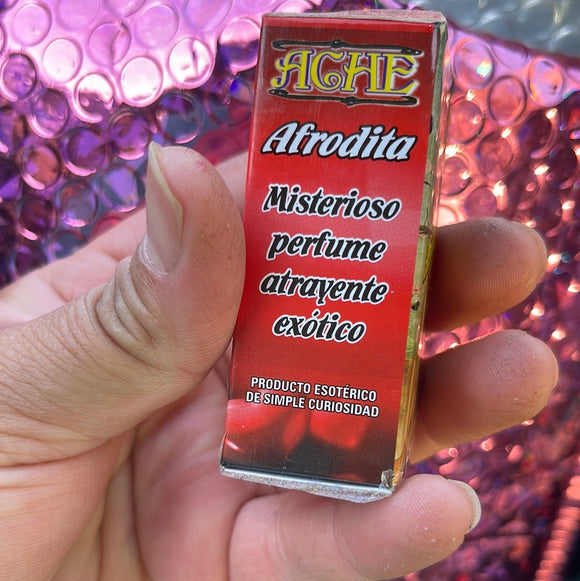 ACHE
Afrodita
Misterioso
perfume
atrayente
exótico
PRODUCTO ESOTÉRICO
DE SIMPLE CURIOSIDAD